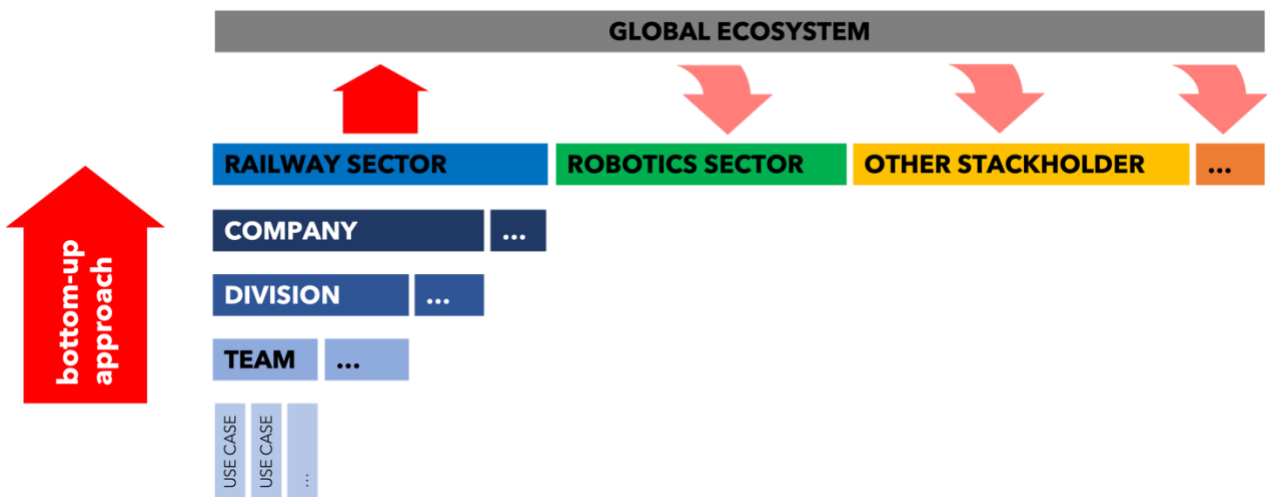 GLOBAL ECOSYSTEM
RAILWAY SECTOR
ROBOTICS SECTOR
OTHER STACKHOLDER
...
COMPANY
...
DIVISION
...
TEAM
...
bottom-up
approach
USE CASE
USE CASE
...